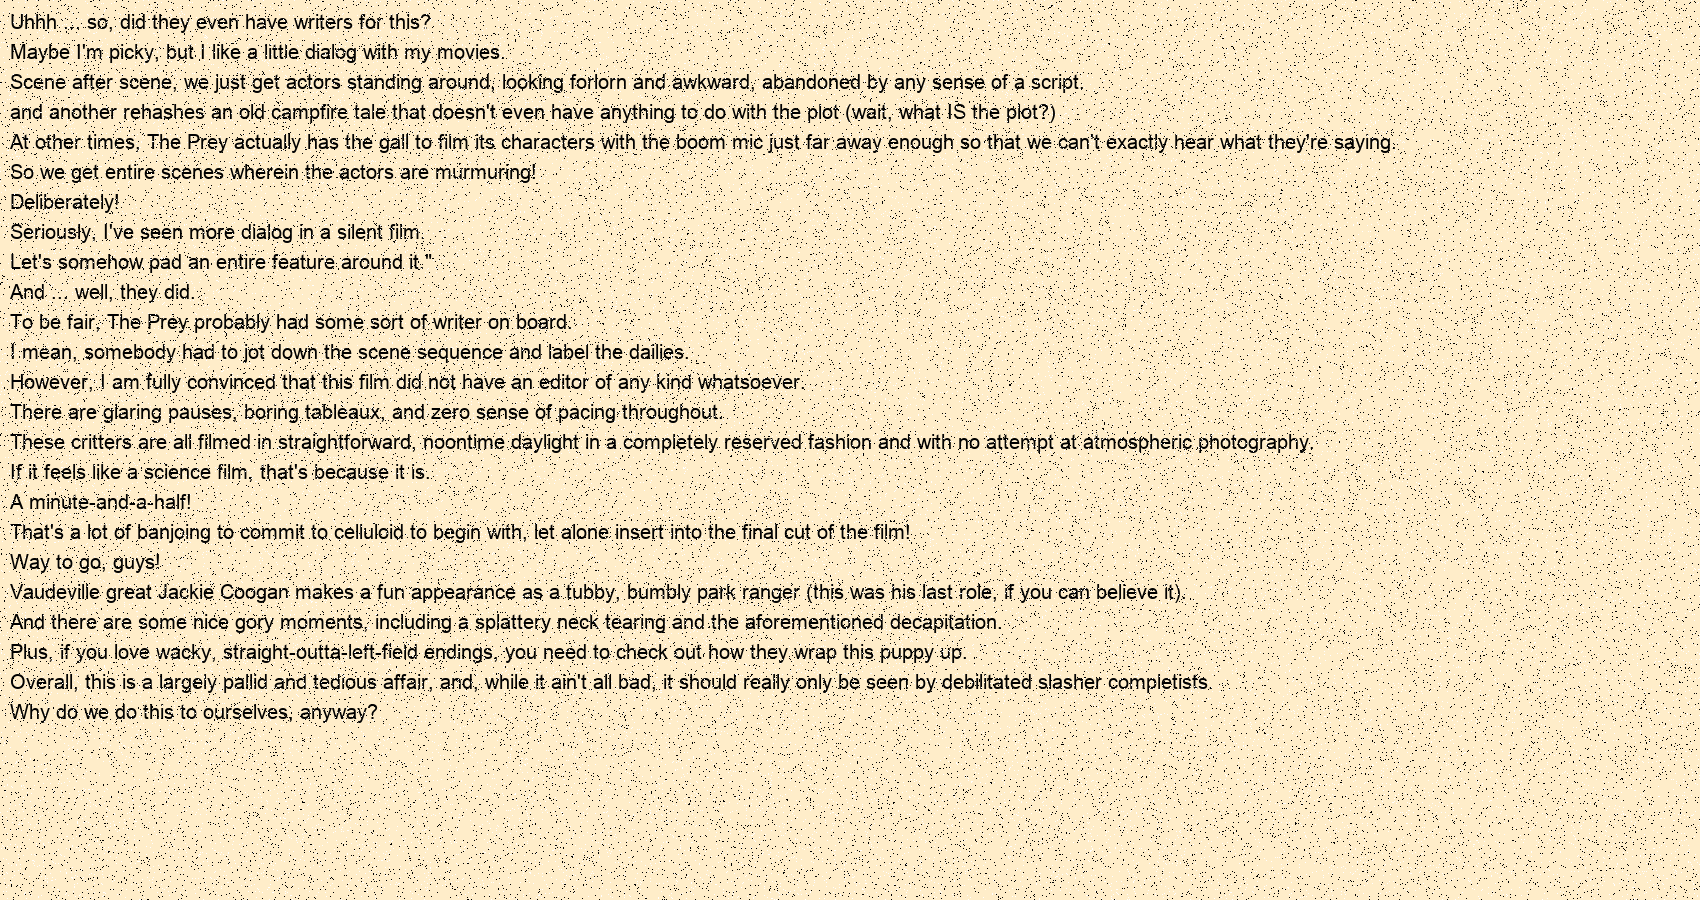 Uhhh ... so, did they even have writers for this?
Maybe I'm picky, but I like a little dialog with my movies.
Scene after scene, we just get actors standing around, looking forlorn and awkward, abandoned by any sense of a script.
and another rehashes an old campfire tale that doesn't even have anything to do with the plot (wait, what IS the plot?)
At other times, The Prey actually has the gall to film its characters with the boom mic just far away enough so that we can't exactly hear what they're saying.
So we get entire scenes wherein the actors are murmuring!
Deliberately!
Seriously, I've seen more dialog in a silent film.
Let's somehow pad an entire feature around it."
And ... well, they did.
To be fair, The Prey probably had some sort of writer on board.
I mean, somebody had to jot down the scene sequence and label the dailies.
However, I am fully convinced that this film did not have an editor of any kind whatsoever.
There are glaring pauses, boring tableaux, and zero sense of pacing throughout.
These critters are all filmed in straightforward, noontime daylight in a completely reserved fashion and with no attempt at atmospheric photography.
If it feels like a science film, that's because it is.
A minute-and-a-half!
That's a lot of banjoing to commit to celluloid to begin with, let alone insert into the final cut of the film!
Way to go, guys!
Vaudeville great Jackie Coogan makes a fun appearance as a tubby, bumbly park ranger (this was his last role, if you can believe it).
And there are some nice gory moments, including a splattery neck tearing and the aforementioned decapitation.
Plus, if you love wacky, straight-outta-left-field endings, you need to check out how they wrap this puppy up.
Overall, this is a largely pallid and tedious affair, and, while it ain't all bad, it should really only be seen by debilitated slasher completists.
Why do we do this to ourselves, anyway?